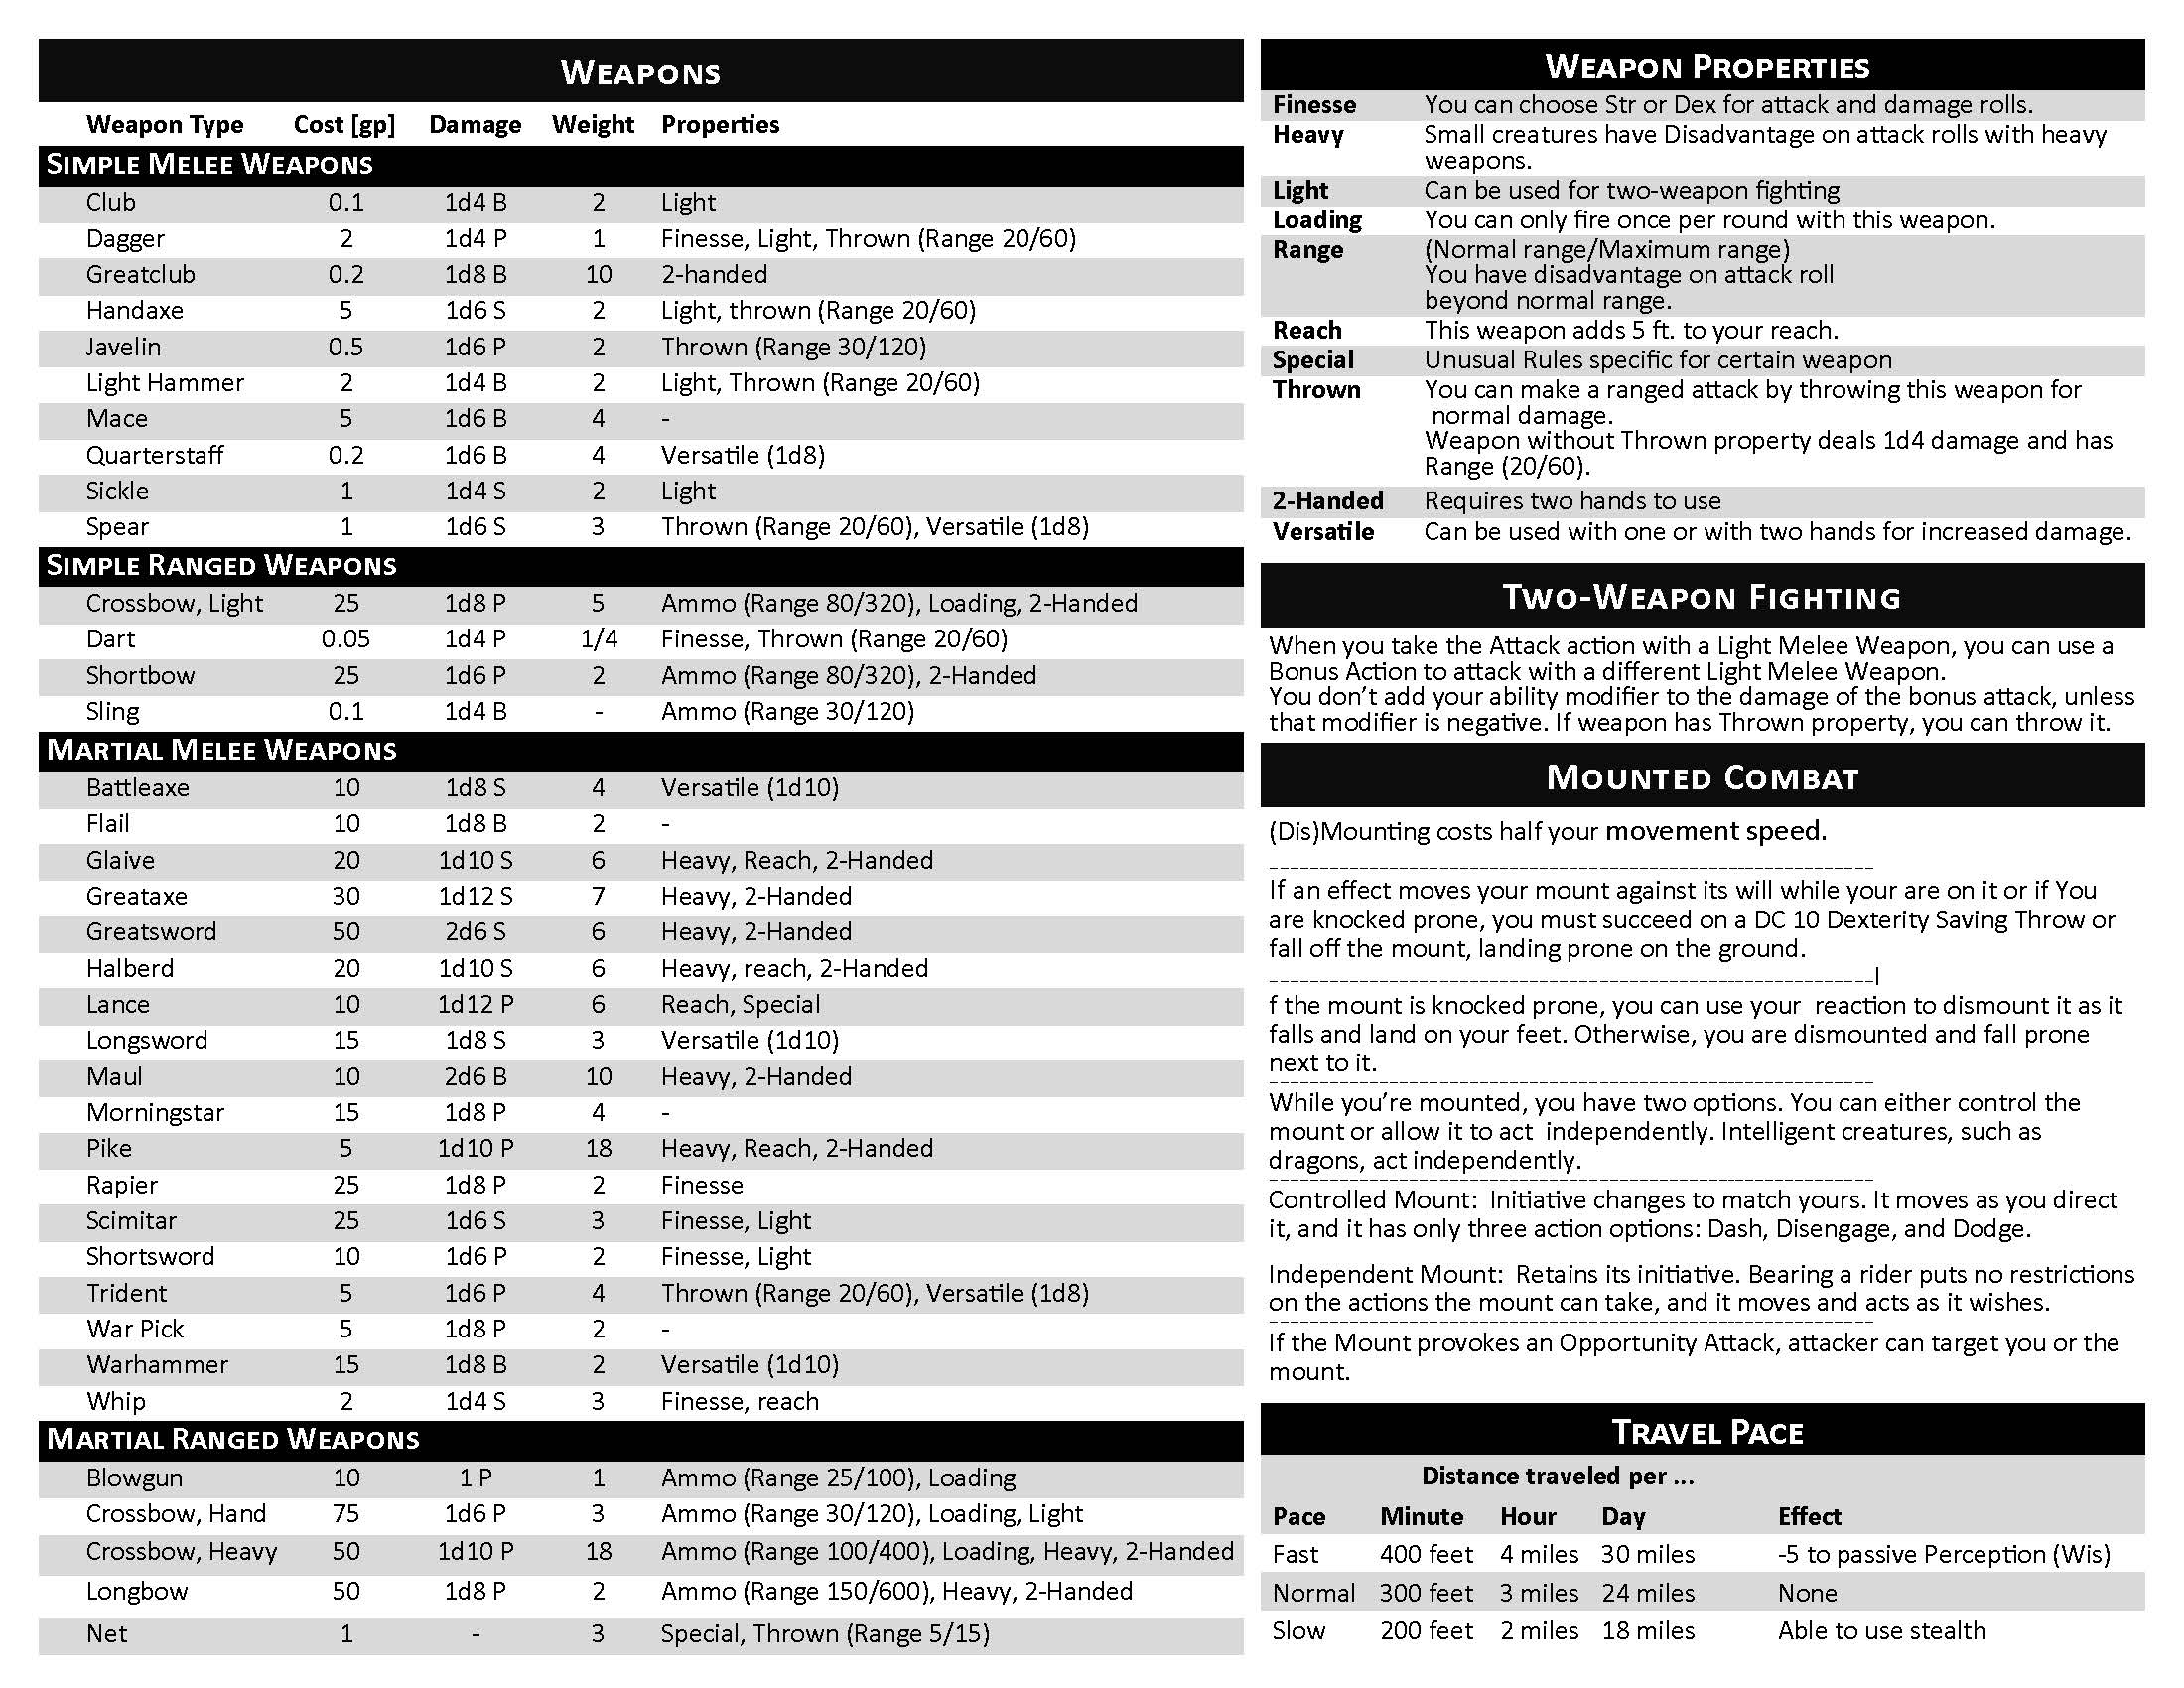 Weapons
Weapon Type Cost [gp] Damage Weight Properties
Simple Melee Weapons
Club 0.1 1d4 B 2 Light
Dagger 2 1d4 P 1 Finesse, Light, Thrown (Range 20/60)
Greatclub 0.2 1d8 B 10 2-handed
Handaxe 5 1d6 S 2 Light, thrown (Range 20/60)
Javelin 0.5 1d6 P 2 Thrown (Range 30/120)
Light Hammer 2 1d4 B 2 Light, Thrown (Range 20/60)
Mace 5 1d6 B 4 -
Quarterstaff 0.2 1d6 B 4 Versatile (1d8)
Sickle 1 1d4 S 2 Light
Spear 1 1d6 S 3 Thrown (Range 20/60), Versatile (1d8)
Simple Ranged Weapons
Crossbow, Light 25 1d8 P 5 Ammo (Range 80/320), Loading, 2-Handed
Dart 0.05 1d4 P 1/4 Finesse, Thrown (Range 20/60)
Shortbow 25 1d6 P 2 Ammo (Range 80/320), 2-Handed
Sling 0.1 1d4 B - Ammo (Range 30/120)
Martial Melee Weapons
Battleaxe 10 1d8 S 4 Versatile (1d10)
Flail 10 1d8 B 2 -
Glaive 20 1d10 S 6 Heavy, Reach, 2-Handed
Greataxe 30 1d12 S 7 Heavy, 2-Handed
Greatsword 50 2d6 S 6 Heavy, 2-Handed
Halberd 20 1d10 S 6 Heavy, reach, 2-Handed
Lance 10 1d12 P 6 Reach, Special
Longsword 15 1d8 S 3 Versatile (1d10)
Maul 10 2d6 B 10 Heavy, 2-Handed
Morningstar 15 1d8 P 4 -
Pike 5 1d10 P 18 Heavy, Reach, 2-Handed
Rapier 25 1d8 P 2 Finesse
Scimitar 25 1d6 S 3 Finesse, Light
Shortsword 10 1d6 P 2 Finesse, Light
Trident 5 1d6 P 4 Thrown (Range 20/60), Versatile (1d8)
War Pick 5 1d8 P 2 -
Warhammer 15 1d8 B 2 Versatile (1d10)
Whip 2 1d4 S 3 Finesse, reach
Martial Ranged Weapons
Blowgun 10 1 P 1 Ammo (Range 25/100), Loading
Crossbow, Hand 75 1d6 P 3 Ammo (Range 30/120), Loading, Light
Crossbow, Heavy 50 1d10 P 18 Ammo (Range 100/400), Loading, Heavy, 2-Handed
Longbow 50 1d8 P 2 Ammo (Range 150/600), Heavy, 2-Handed
Net 1 - 3 Special, Thrown (Range 5/15)
Weapon Properties
Finesse You can choose Str or Dex for attack and damage rolls.
Heavy Small creatures have Disadvantage on attack rolls with heavy
weapons.
Light Can be used for two-weapon fighting
Loading You can only fire once per round with this weapon.
Range (Normal range/Maximum range)
You have disadvantage on attack roll
beyond normal range.
Reach This weapon adds 5 ft. to your reach.
Special Unusual Rules specific for certain weapon
Thrown You can make a ranged attack by throwing this weapon for
normal damage.
Weapon without Thrown property deals 1d4 damage and has
Range (20/60).
2-Handed Requires two hands to use
Versatile Can be used with one or with two hands for increased damage.
Two-Weapon Fighting
When you take the Attack action with a Light Melee Weapon, you can use a
Bonus Action to attack with a different Light Melee Weapon.
You don't add your ability modifier to the damage of the bonus attack, unless
that modifier is negative. If weapon has Thrown property, you can throw it.
Mounted Combat
(Dis)Mounting costs half your movement speed.
If an effect moves your mount against its will while your are on it or if You
are knocked prone, you must succeed on a DC 10 Dexterity Saving Throw or
fall off the mount, landing prone on the ground.
I
f the mount is knocked prone, you can use your reaction to dismount it as it
falls and land on your feet. Otherwise, you are dismounted and fall prone
next to it.
While you're mounted, you have two options. You can either control the
mount or allow it to act independently. Intelligent creatures, such as
dragons, act independently.
Controlled Mount: Initiative changes to match yours. It moves as you direct
it, and it has only three action options: Dash, Disengage, and Dodge.
Independent Mount: Retains its initiative. Bearing a rider puts no restrictions
on the actions the mount can take, and it moves and acts as it wishes.
If the Mount provokes an Opportunity Attack, attacker can target you or the
mount.
Travel Pace
Distance traveled per ...
Pace Minute Hour Day Effect
Fast 400 feet 4 miles 30 miles -5 to passive Perception (Wis)
Normal 300 feet 3 miles 24 miles None
Slow 200 feet 2 miles 18 miles Able to use stealth